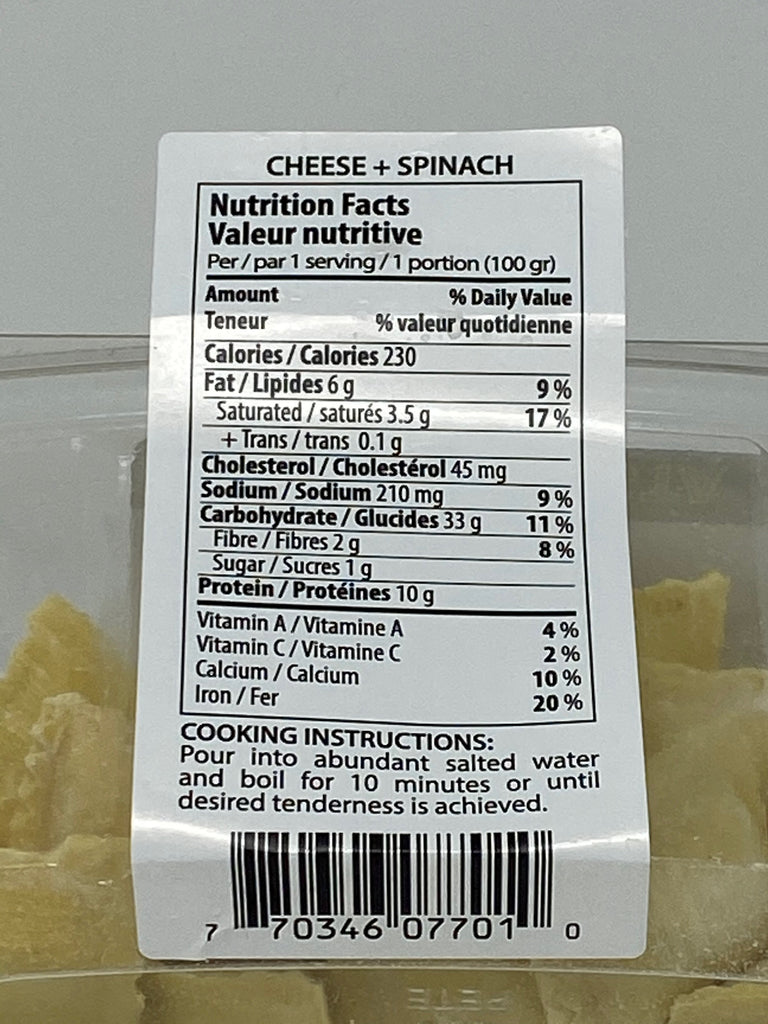 CHEESE + SPINACH
Nutrition Facts
Valeur nutritive
Per / par 1 serving / 1 portion (100 gr)
Amount % Daily Value
Teneur % valeur quotidienne
Calories / Calories 230
Fat / Lipides 6 g 9 %
Saturated / saturés 3.5 g 17 %
+ Trans / trans 0.1 g
Cholesterol / Cholestérol 45 mg
Sodium / Sodium 210 mg 9 %
Carbohydrate / Glucides 33 g 11 %
Fibre / Fibres 2 g 8 %
Sugar / Sucres 1 g
Protein / Protéines 10 g
Vitamin A / Vitamine A 4 %
Vitamin C / Vitamine C 2 %
Calcium / Calcium 10 %
Iron / Fer 20 %
COOKING INSTRUCTIONS:
Pour into abundant salted water
and boil for 10 minutes or until
desired tenderness is achieved.
7 70346 07701 0